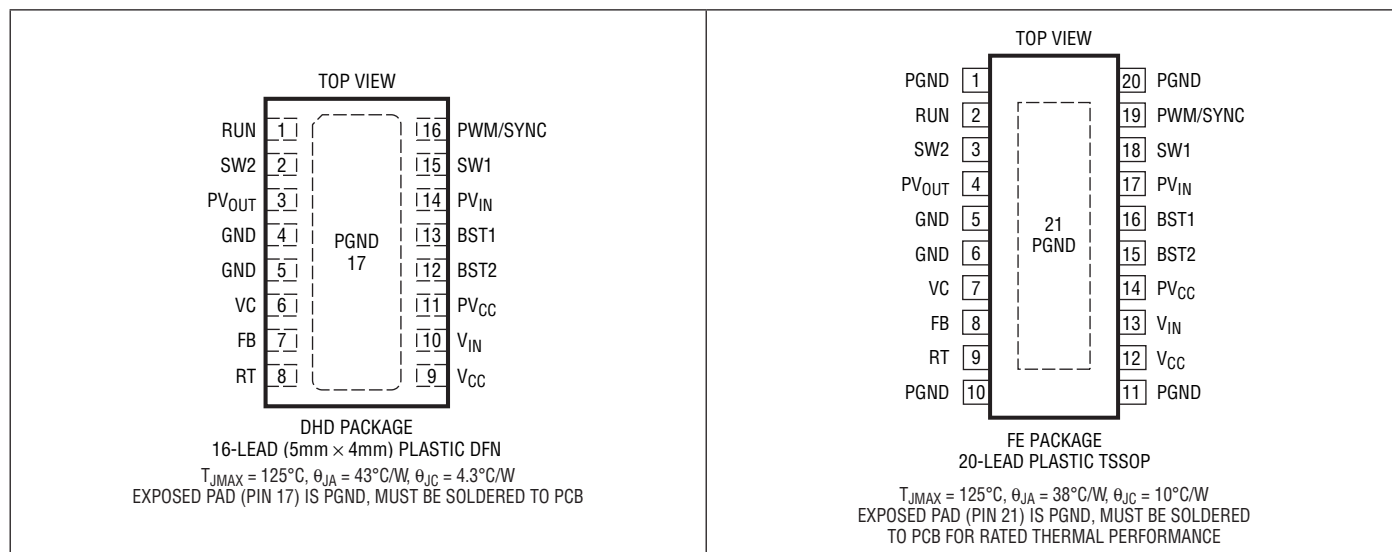 TOP VIEW
RUN 1 16 PWM/SYNC
SW2 2 15 SW1
PVOUT 3 14 PVIN
GND 4 PGND 13 BST1
17
GND 5 12 BST2
VC 6 11 PVCC
FB 7 10 VIN
RT 8 9 VCC
DHD PACKAGE
16-LEAD (5mm × 4mm) PLASTIC DFN
TJMAX = 125°C, θJA = 43°C/W, θJC = 4.3°C/W
EXPOSED PAD (PIN 17) IS PGND, MUST BE SOLDERED TO PCB
TOP VIEW
PGND 1 20 PGND
RUN 2 19 PWM/SYNC
SW2 3 18 SW1
PVOUT 4 17 PVIN
GND 5 21 16 BST1
PGND
GND 6 15 BST2
VC 7 14 PVCC
FB 8 13 VIN
RT 9 12 VCC
PGND 10 11 PGND
FE PACKAGE
20-LEAD PLASTIC TSSOP
TJMAX = 125°C, θJA = 38°C/W, θJC = 10°C/W
EXPOSED PAD (PIN 21) IS PGND, MUST BE SOLDERED
TO PCB FOR RATED THERMAL PERFORMANCE